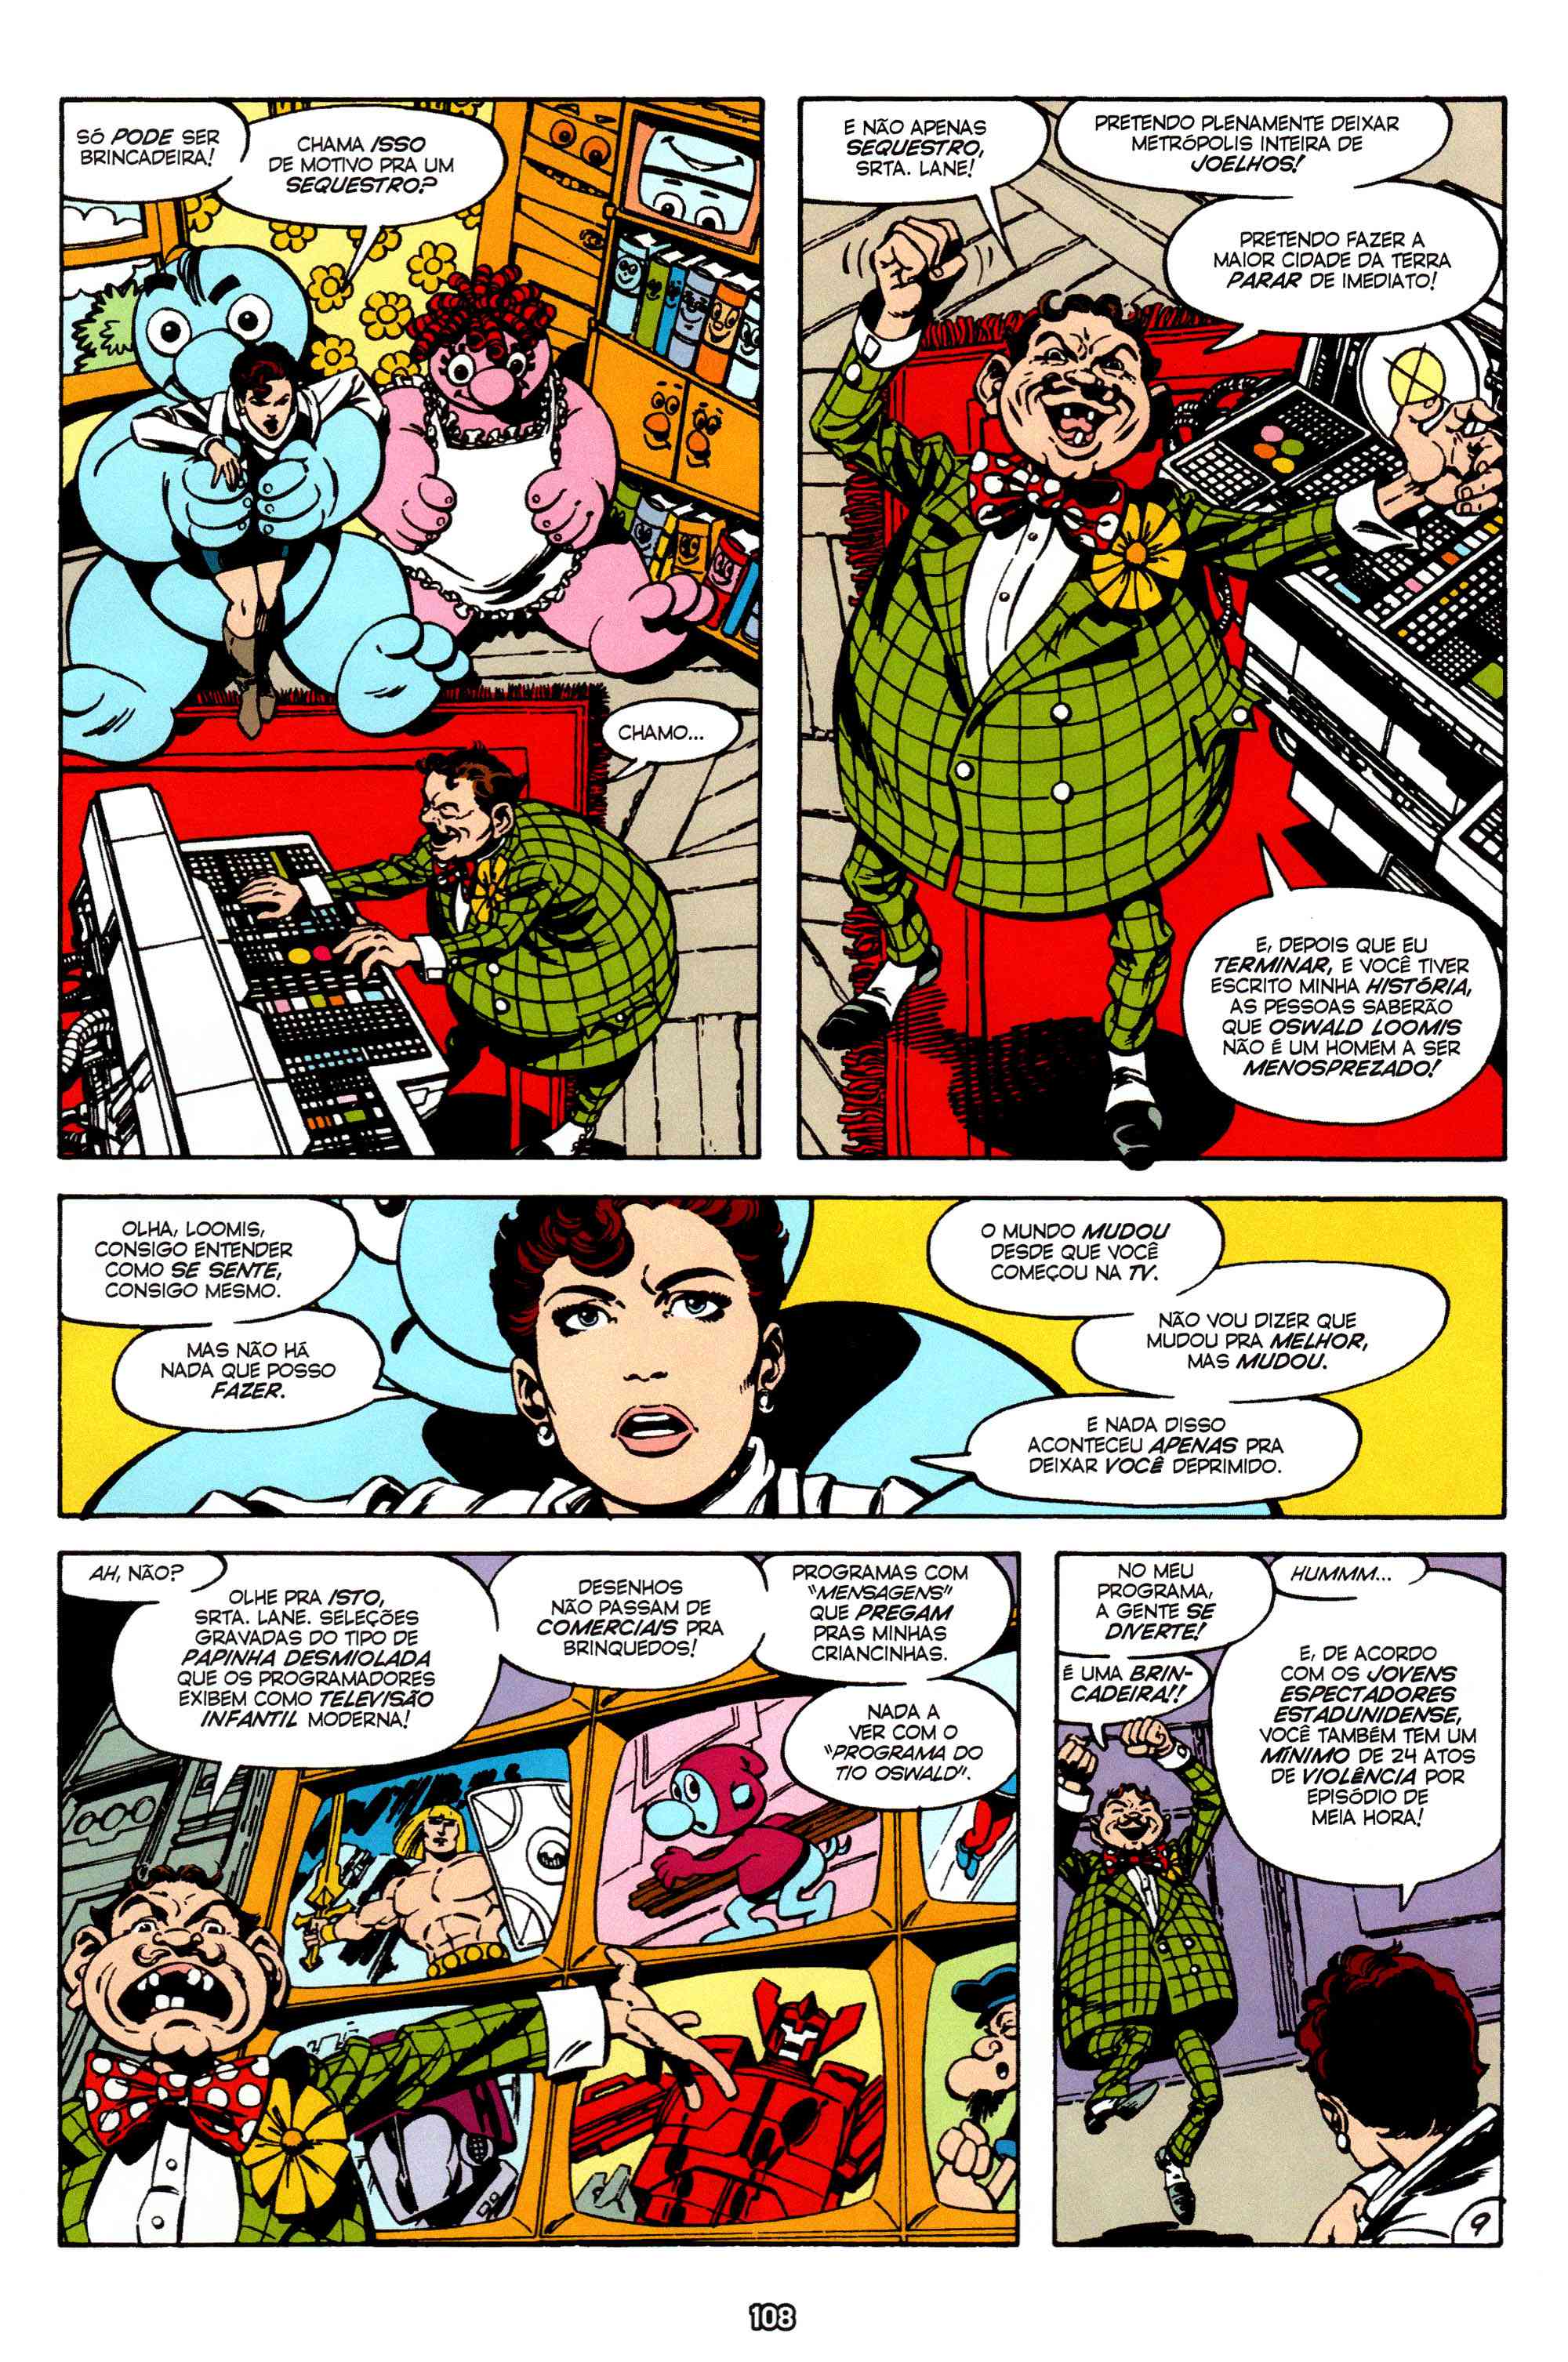 SÓ PODE SER
BRINCADEIRA!
CHAMA ISSO
DE MOTIVO PRA UM
SEQUESTRO?
CHAMO...
E NÃO APENAS
SEQUESTRO,
SRTA. LANE!
PRETENDO PLENAMENTE DEIXAR
METRÓPOLIS INTEIRA DE
JOELHOS!
PRETENDO FAZER A
MAIOR CIDADE DA TERRA
PARAR DE IMEDIATO!
E, DEPOIS QUE EU
TERMINAR, E VOCÊ TIVER
ESCRITO MINHA HISTÓRIA,
AS PESSOAS SABERÃO
QUE OSWALD LOOMIS
NÃO É UM HOMEM A SER
MENOSPREZADO!
OLHA, LOOMIS,
CONSIGO ENTENDER
COMO SE SENTE,
CONSIGO MESMO.
MAS NÃO HÁ
NADA QUE POSSO
FAZER.
O MUNDO MUDOU
DESDE QUE VOCÊ
COMEÇOU NA TV.
NÃO VOU DIZER QUE
MUDOU PRA MELHOR,
MAS MUDOU.
E NADA DISSO
ACONTECEU APENAS PRA
DEIXAR VOCÊ DEPRIMIDO.
AH, NÃO?
OLHE PRA ISTO,
SRTA. LANE. SELEÇÕES
GRAVADAS DO TIPO DE
PAPINHA DESMIOLADA
QUE OS PROGRAMADORES
EXIBEM COMO TELEVISÃO
INFANTIL MODERNA!
DESENHOS
NÃO PASSAM DE
COMERCIAIS PRA
BRINQUEDOS!
PROGRAMAS COM
"MENSAGENS"
QUE PREGAM
PRAS MINHAS
CRIANCINHAS.
NADA A
VER COM O
"PROGRAMA DO
TIO OSWALD".
NO MEU
PROGRAMA,
A GENTE SE
DIVERTE!
É UMA BRIN-
CADEIRA!!
HUMMM...
E, DE ACORDO
COM OS JOVENS
ESPECTADORES
ESTADUNIDENSE,
VOCÊ TAMBÉM TEM UM
MÍNIMO DE 24 ATOS
DE VIOLÊNCIA POR
EPISÓDIO DE
MEIA HORA!
9
108